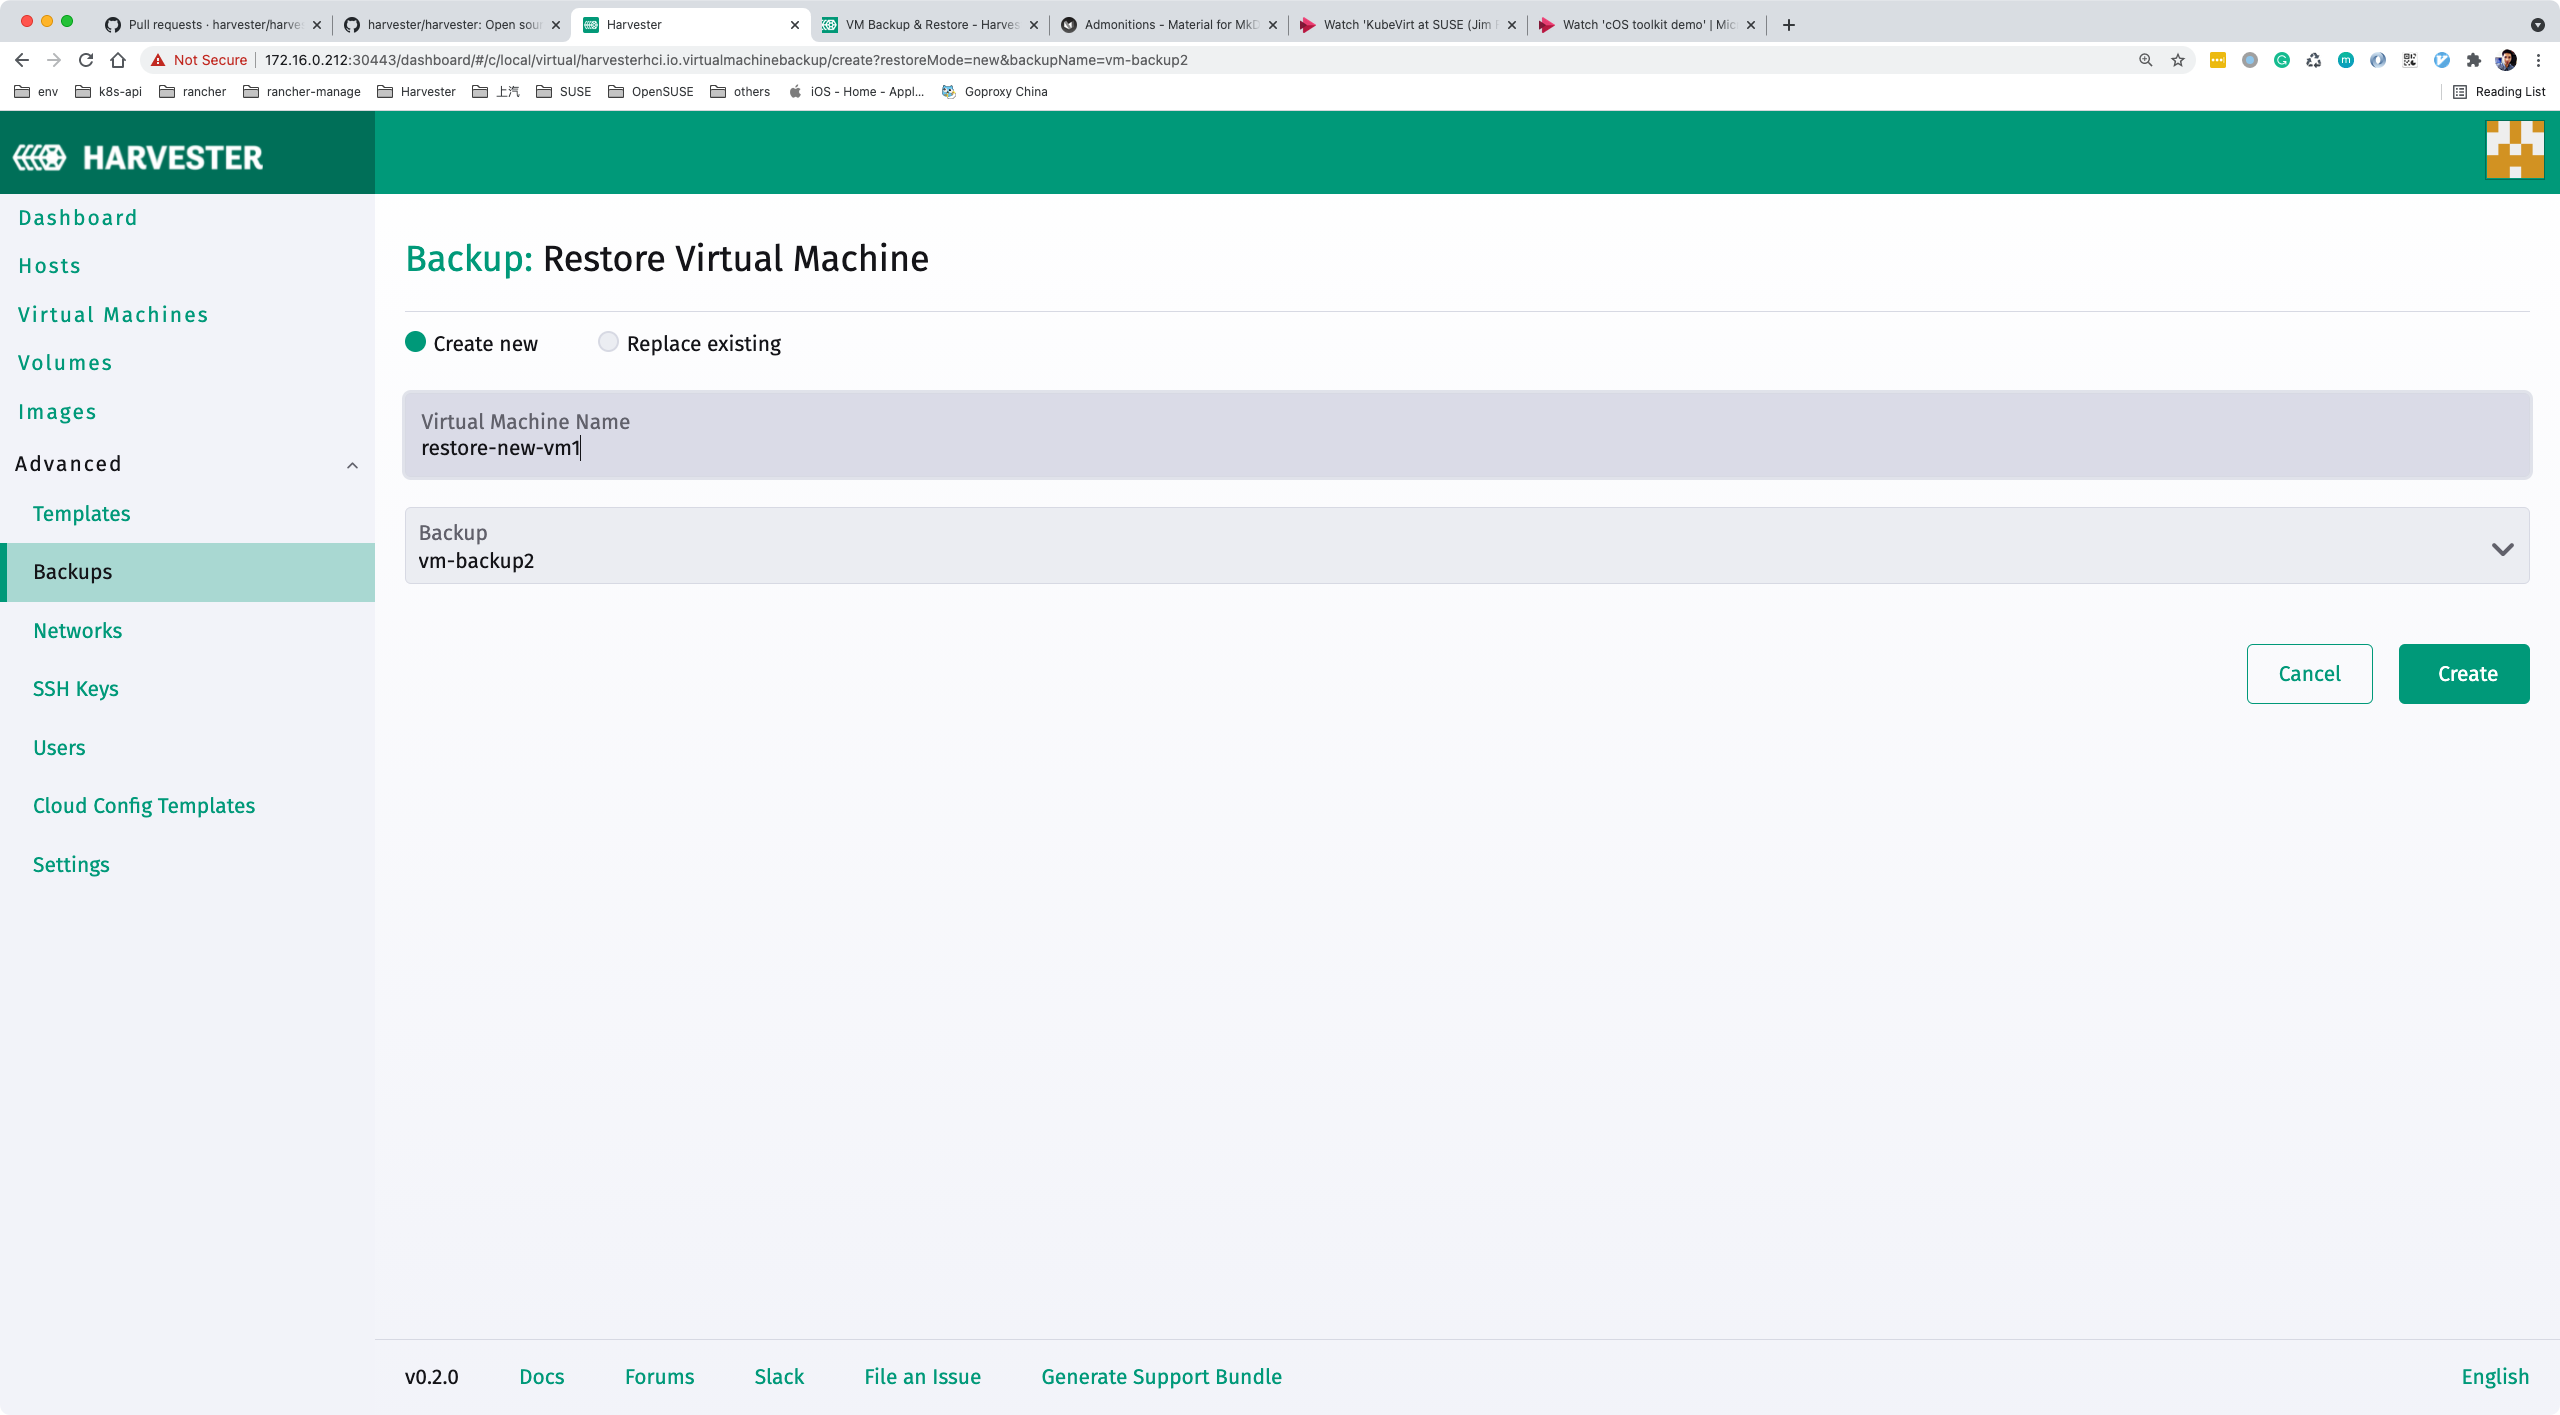 Pull requests · harvester/harve
harvester/harvester: Open sou
Harvester
VM Backup & Restore - Harves
Admonitions - Material for MkD
Watch 'KubeVirt at SUSE (Jim
Watch 'cOS toolkit demo' | Mic
Not Secure
172.16.0.212:30443/dashboard/#/c/local/virtual/harvesterhci.io.virtualmachinebackup/create?restoreMode=new&backupName=vm-backup2
env
k8s-api
rancher
rancher-manage
Harvester
上汽
SUSE
OpenSUSE
others
iOS - Home - Appl...
Goproxy China
Reading List
HARVESTER
Dashboard
Hosts
Virtual Machines
Volumes
Images
Advanced
Templates
Backups
Networks
SSH Keys
Users
Cloud Config Templates
Settings
Backup: Restore Virtual Machine
Create new
Replace existing
Virtual Machine Name
restore-new-vm1
Backup
vm-backup2
Cancel
Create
v0.2.0
Docs
Forums
Slack
File an Issue
Generate Support Bundle
English